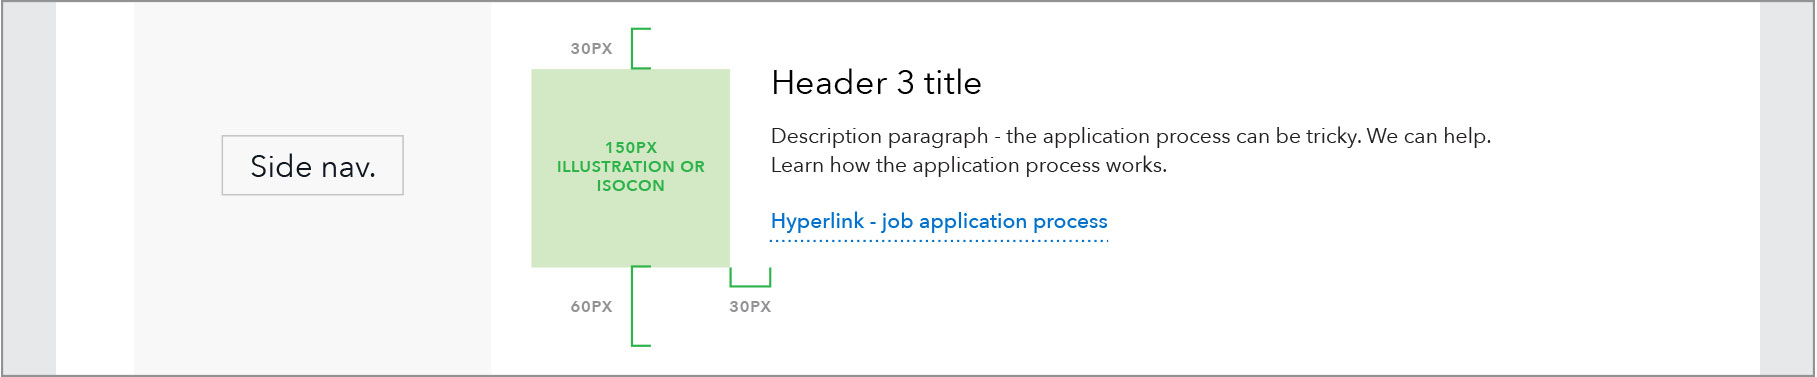 30PX
Header 3 title
Description paragraph - the application process can be tricky. We can help.
Learn how the application process works.
Side nav.
150PX
ILLUSTRATION OR
ISOCON
Hyperlink - job application process
60PX
30PX